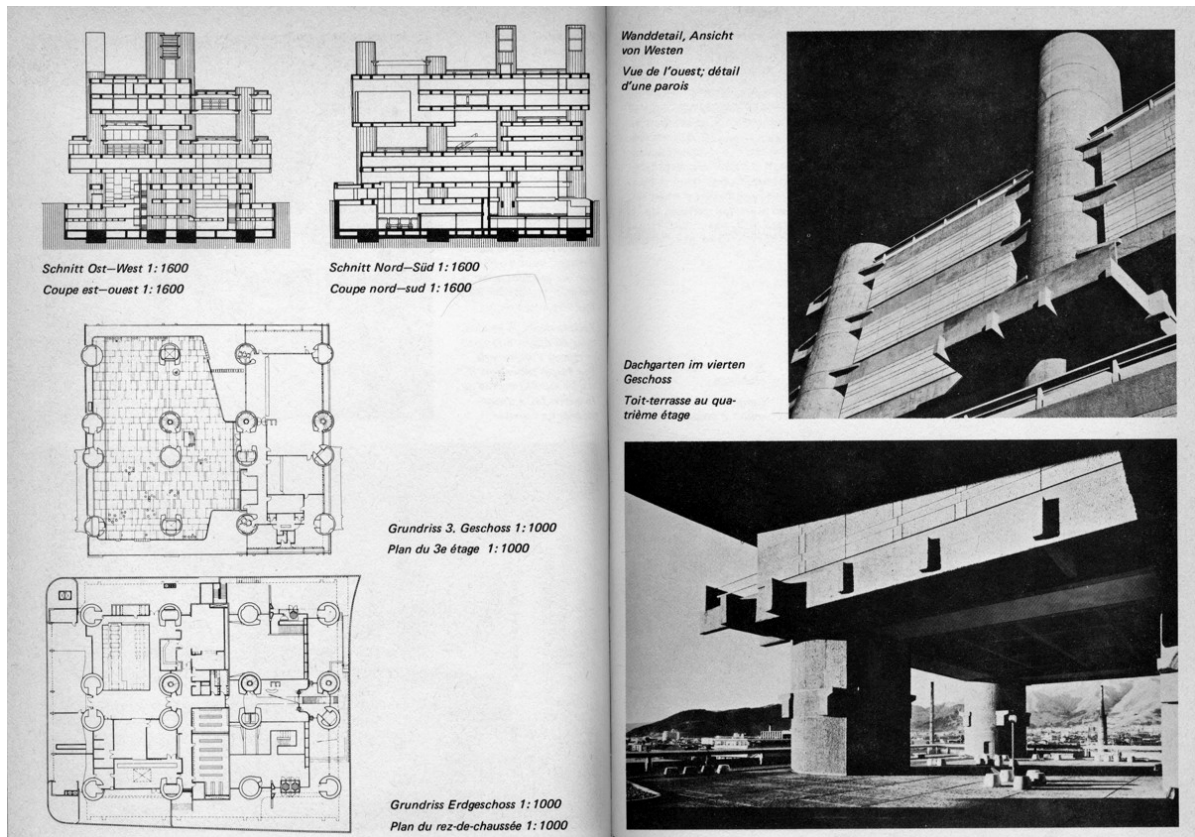 Schnitt Ost—West 1:1600
Coupe est—ouest 1:1600
Schnitt Nord—Süd 1:1600
Coupe nord—sud 1:1600
Grundriss 3. Geschoss 1:1000
Plan du 3e étage 1:1000
Grundriss Erdgeschoss 1:1000
Plan du rez-de-chaussée 1:1000
Wanddetail, Ansicht
von Westen
Vue de l'ouest; détail
d'une parois
Dachgarten im vierten
Geschoss
Toit-terrasse au qua-
trième étage